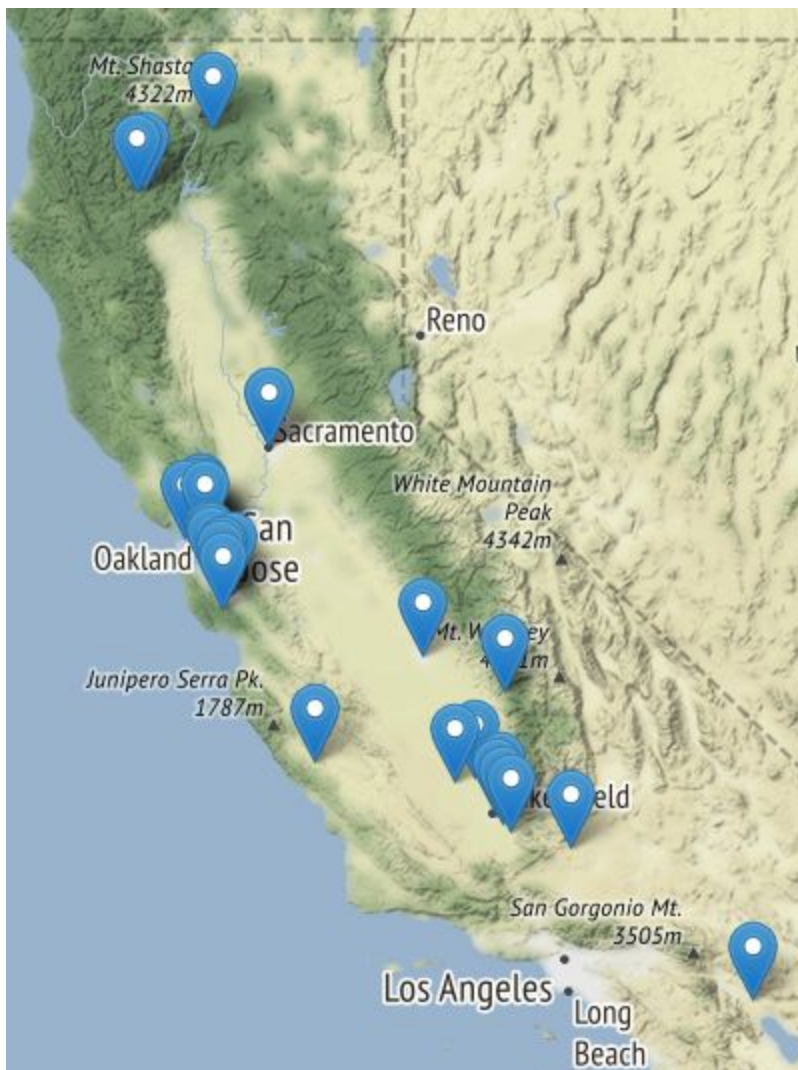 Mt. Shasta
4322m
Reno
Sacramento
White Mountain
Peak
4342m
San
Jose
Oakland
Mt.
Junipero Serra Pk.
1787m
San Gorgonio Mt.
3505m
Los Angeles
Long
Beach